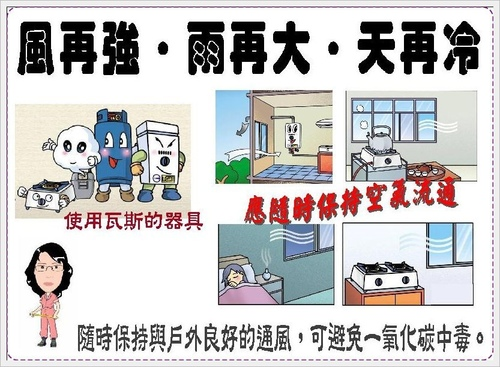 風再強‧雨再大‧天再冷
使用瓦斯的器具
應隨時保持空氣流通
隨時保持與戶外良好的通風，可避免一氧化碳中毒。